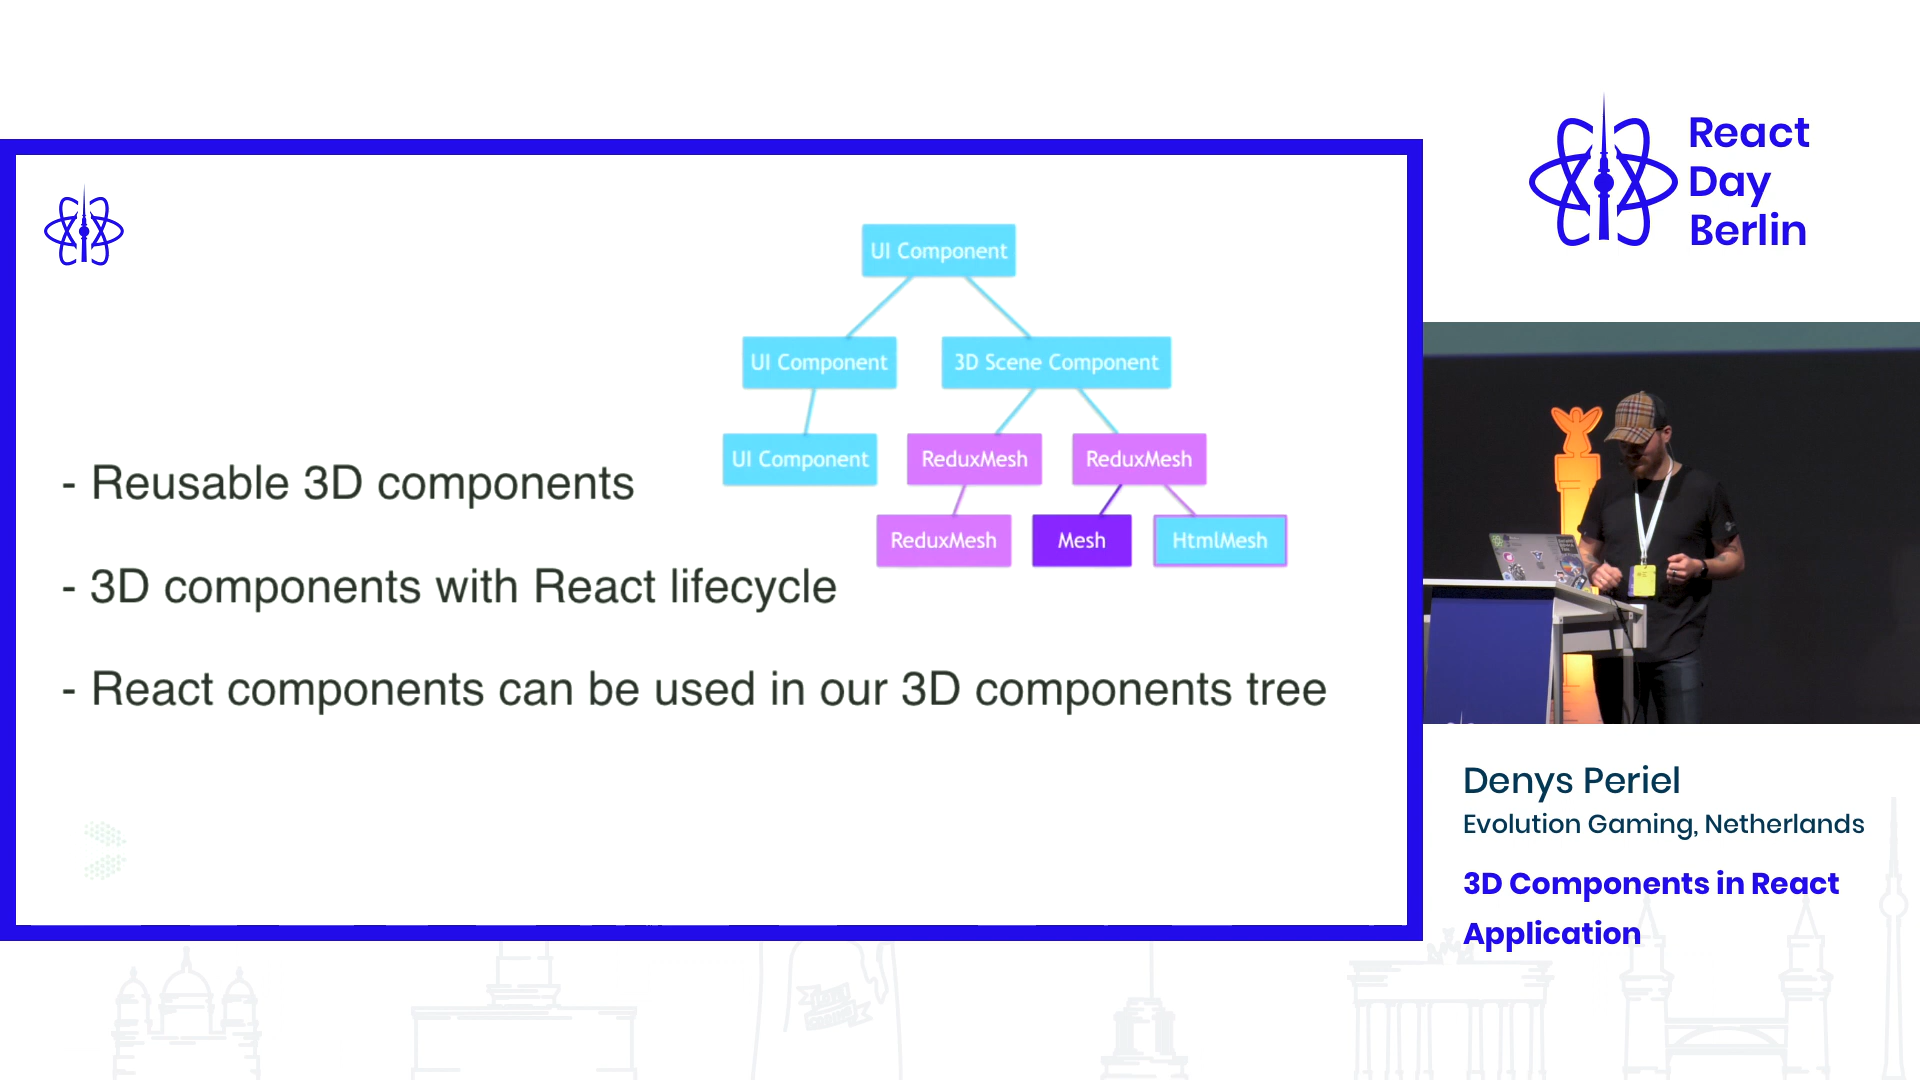 React
Day
Berlin
UI Component
UI Component
3D Scene Component
UI Component
ReduxMesh
ReduxMesh
ReduxMesh
Mesh
HtmlMesh
- Reusable 3D components
- 3D components with React lifecycle
- React components can be used in our 3D components tree
Denys Periel
Evolution Gaming, Netherlands
3D Components in React
Application